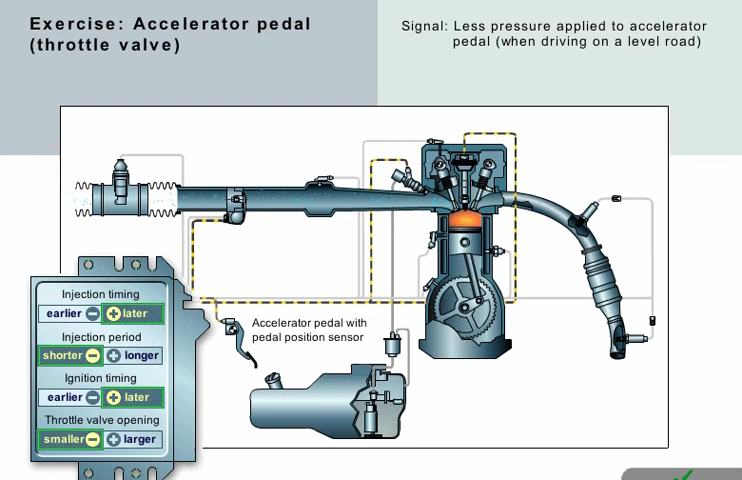 Exercise: Accelerator pedal
(throttle valve)
Signal: Less pressure applied to accelerator
pedal (when driving on a level road)
Accelerator pedal with
pedal position sensor
Injection timing
earlier − + later
Injection period
shorter − + longer
Ignition timing
earlier − + later
Throttle valve opening
smaller − + larger